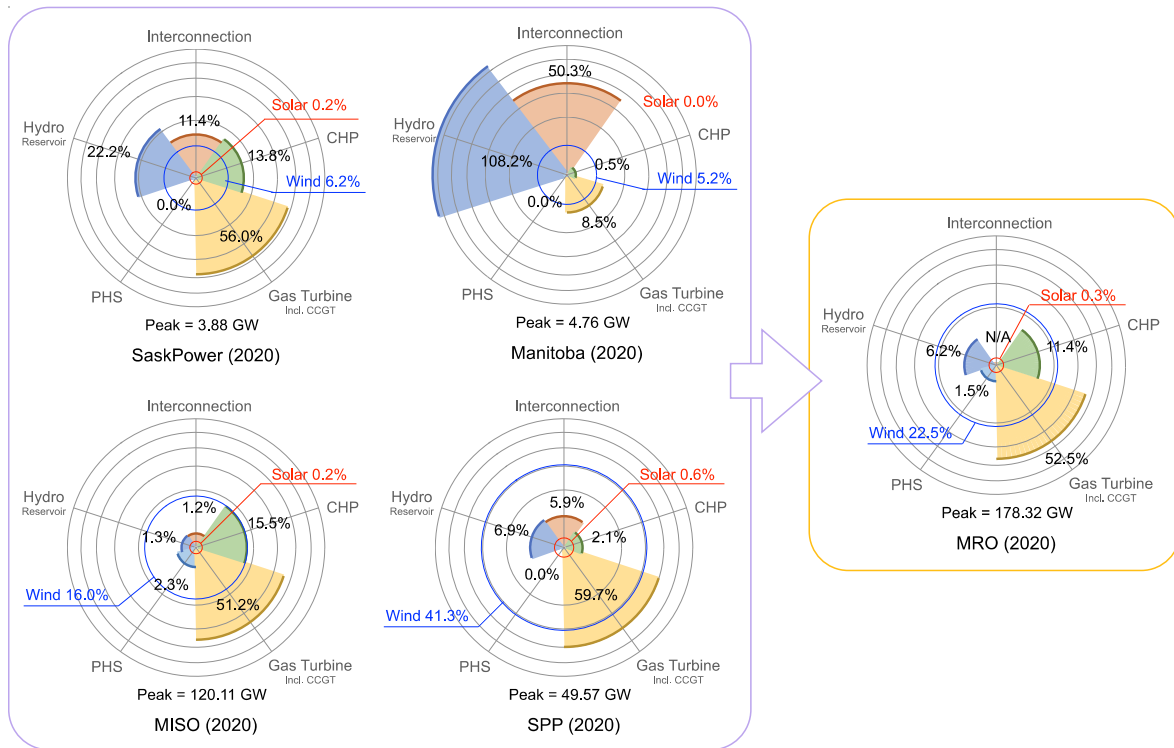 Interconnection
Solar 0.2%
11.4%
Hydro
Reservoir
CHP
22.2%
13.8%
Wind 6.2%
0.0%
56.0%
PHS
Gas Turbine
Incl. CCGT
Peak = 3.88 GW
SaskPower (2020)
Interconnection
50.3%
Solar 0.0%
Hydro
Reservoir
CHP
108.2%
0.5%
Wind 5.2%
0.0%
8.5%
PHS
Gas Turbine
Incl. CCGT
Peak = 4.76 GW
Manitoba (2020)
Interconnection
Solar 0.2%
1.2%
Hydro
Reservoir
CHP
15.5%
1.3%
2.3%
Wind 16.0%
51.2%
PHS
Gas Turbine
Incl. CCGT
Peak = 120.11 GW
MISO (2020)
Interconnection
Solar 0.6%
5.9%
Hydro
Reservoir
CHP
6.9%
2.1%
0.0%
59.7%
Wind 41.3%
PHS
Gas Turbine
Incl. CCGT
Peak = 49.57 GW
SPP (2020)
Interconnection
Solar 0.3%
Hydro
Reservoir
CHP
N/A
6.2%
11.4%
1.5%
Wind 22.5%
52.5%
PHS
Gas Turbine
Incl. CCGT
Peak = 178.32 GW
MRO (2020)